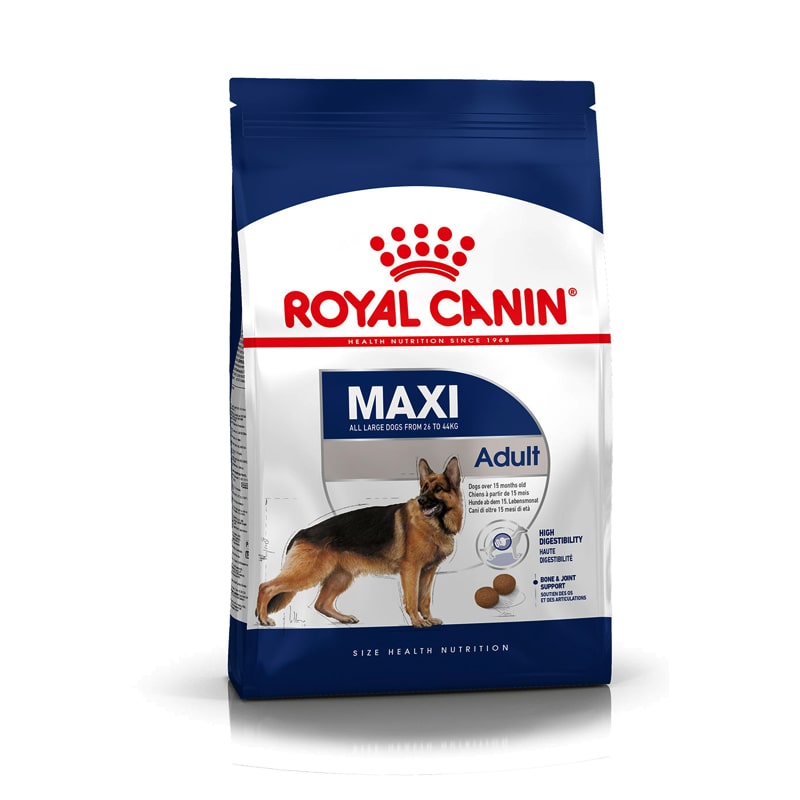 ROYAL CANIN®
HEALTH NUTRITION SINCE 1968
MAXI
ALL LARGE DOGS FROM 26 TO 44KG
Adult
Dogs over 15 months old
Chiens à partir de 15 mois
Hunde ab dem 15. Lebensmonat
Cani di oltre 15 mesi di età
HIGH
DIGESTIBILITY
HAUTE
DIGESTIBILITÉ
BONE & JOINT
SUPPORT
SOUTIEN DES OS
ET DES ARTICULATIONS
SIZE HEALTH NUTRITION